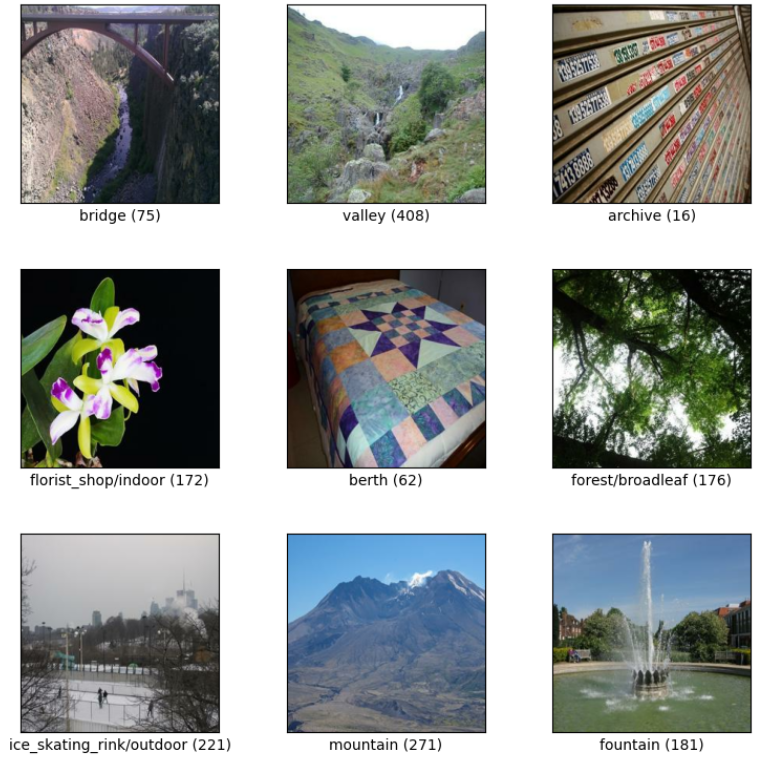 bridge (75)
valley (408)
archive (16)
florist_shop/indoor (172)
berth (62)
forest/broadleaf (176)
ice_skating_rink/outdoor (221)
mountain (271)
fountain (181)